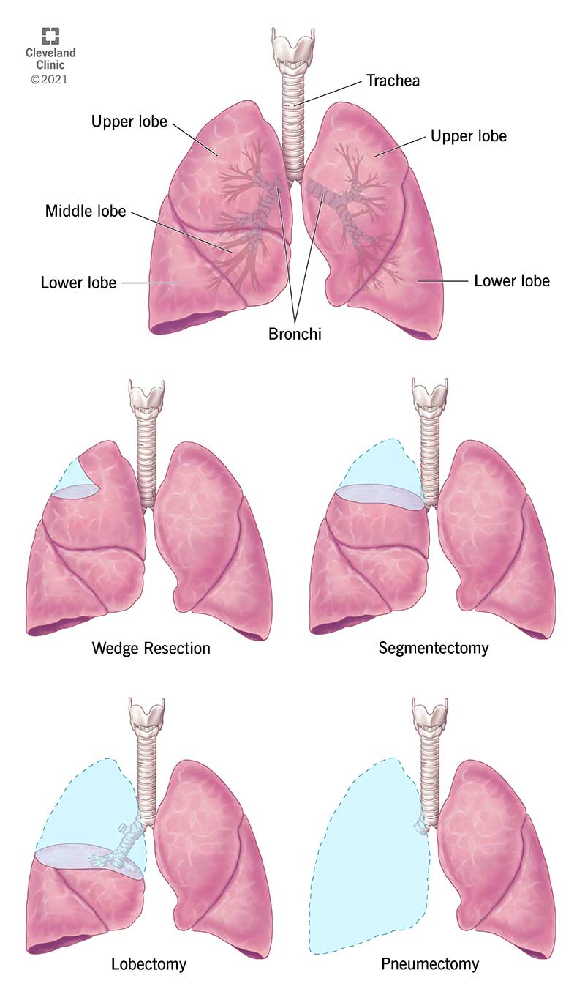 Cleveland
Clinic
©2021
Trachea
Upper lobe
Upper lobe
Middle lobe
Lower lobe
Lower lobe
Bronchi
Wedge Resection
Segmentectomy
Lobectomy
Pneumectomy